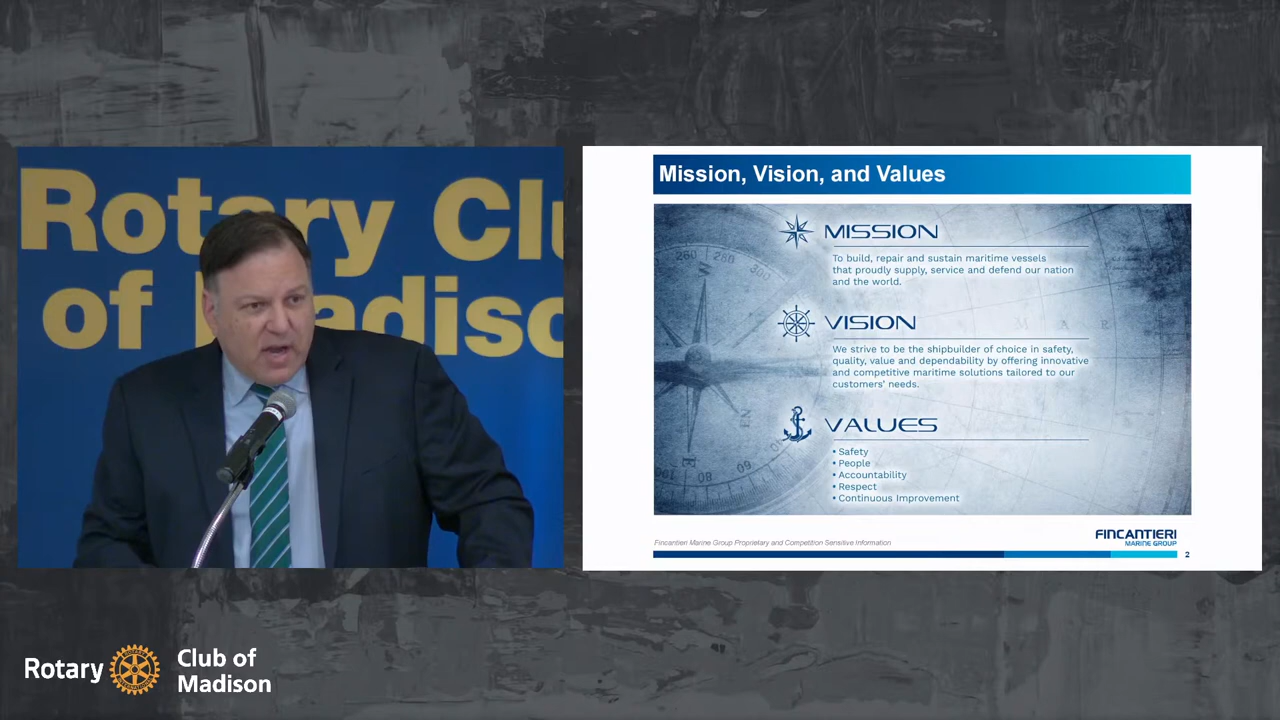 Rotary Clu
of Madiso
Mission, Vision, and Values
MISSION
To build, repair and sustain maritime vessels
that proudly supply, service and defend our nation
and the world.
VISION
We strive to be the shipbuilder of choice in safety,
quality, value and dependability by offering innovative
and competitive maritime solutions tailored to our
customers' needs.
VALUES
• Safety
• People
• Accountability
• Respect
• Continuous Improvement
Fincantieri Marine Group Proprietary and Competition Sensitive Information
FINCANTIERI
MARINE GROUP
2
Rotary
Club of
Madison